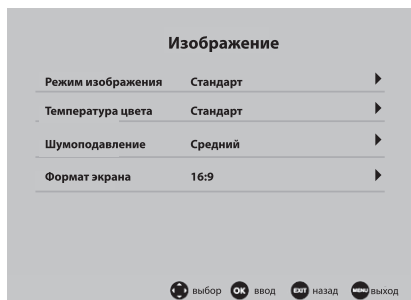 Изображение
Режим изображения Стандарт
Температура цвета Стандарт
Шумоподавление Средний
Формат экрана 16:9
выбор OK ввод EXIT назад MENU выход